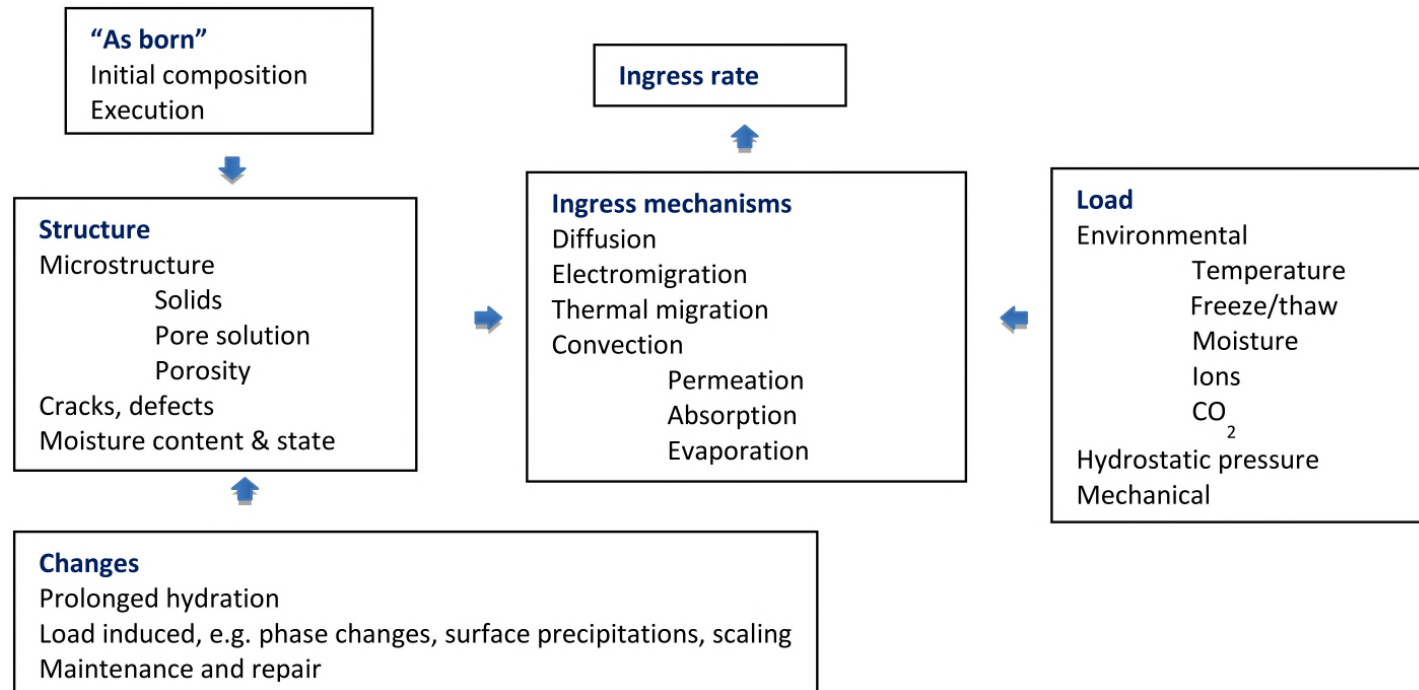 “As born”
Initial composition
Execution
Ingress rate
Structure
Microstructure
Solids
Pore solution
Porosity
Cracks, defects
Moisture content & state
Ingress mechanisms
Diffusion
Electromigration
Thermal migration
Convection
Permeation
Absorption
Evaporation
Load
Environmental
Temperature
Freeze/thaw
Moisture
Ions
CO2
Hydrostatic pressure
Mechanical
Changes
Prolonged hydration
Load induced, e.g. phase changes, surface precipitations, scaling
Maintenance and repair